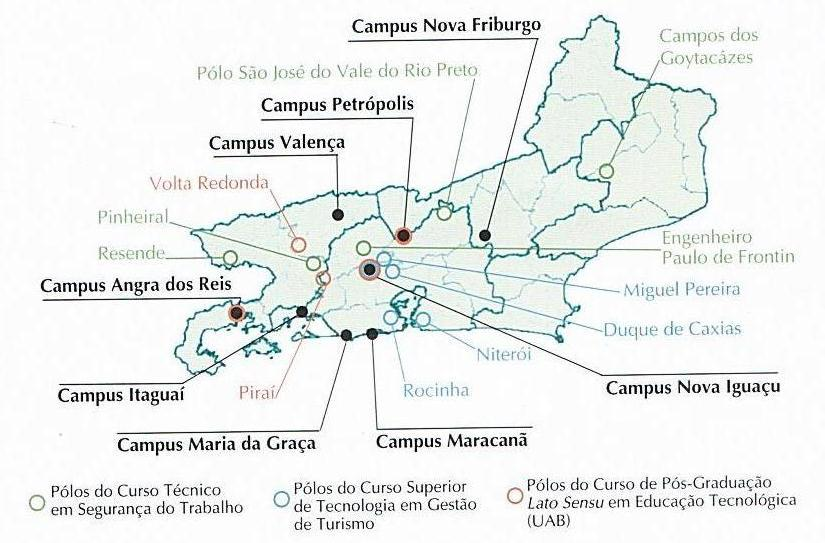 Campus Nova Friburgo
Campos dos
Goytacázes
Pólo São José do Vale do Rio Preto
Campus Petrópolis
Campus Valença
Volta Redonda
Pinheiral
Resende
Engenheiro
Paulo de Frontin
Campus Angra dos Reis
Miguel Pereira
Duque de Caxias
Niterói
Campus Itaguaí
Piraí
Rocinha
Campus Nova Iguaçu
Campus Maria da Graça
Campus Maracanã
Pólos do Curso Técnico
em Segurança do Trabalho
Pólos do Curso Superior
de Tecnologia em Gestão
de Turismo
Pólos do Curso de Pós-Graduação
Lato Sensu em Educação Tecnológica
(UAB)